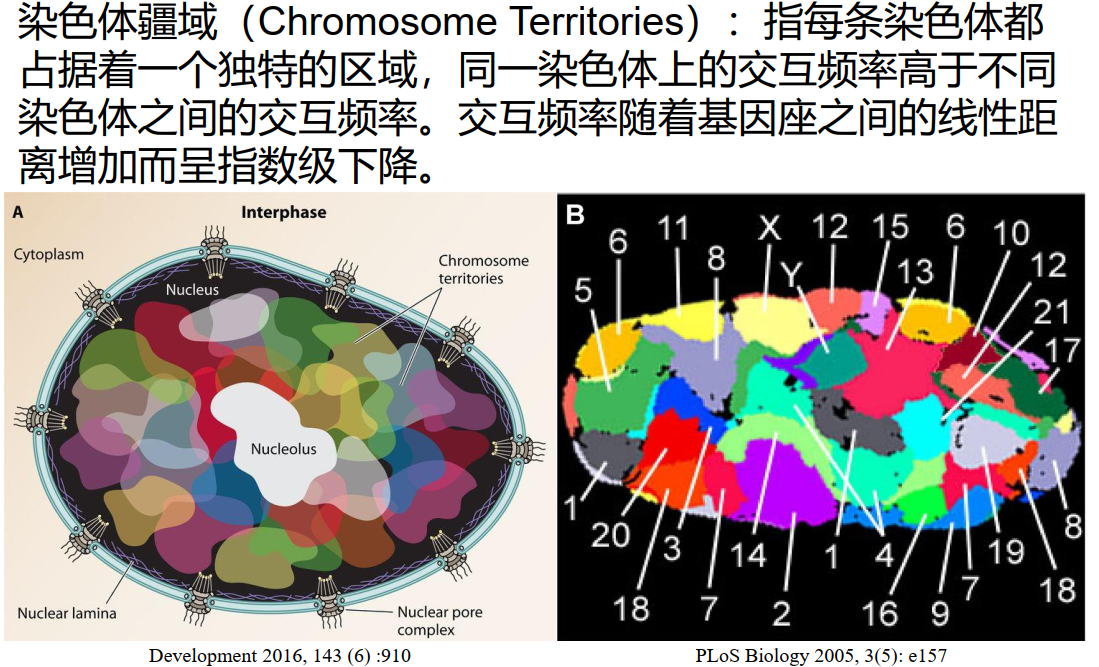 染色体疆域（Chromosome Territories）：指每条染色体都
占据着一个独特的区域，同一染色体上的交互频率高于不同
染色体之间的交互频率。交互频率随着基因座之间的线性距
离增加而呈指数级下降。
A
Interphase
Cytoplasm
Nucleus
Chromosome
territories
Nucleolus
Nuclear lamina
Nuclear pore
complex
B
6
11
8
X
Y
12
15
13
6
10
12
21
17
5
1
20
18
3
7
14
2
1
4
16
9
7
19
18
8
Development 2016, 143 (6) :910
PLoS Biology 2005, 3(5): e157